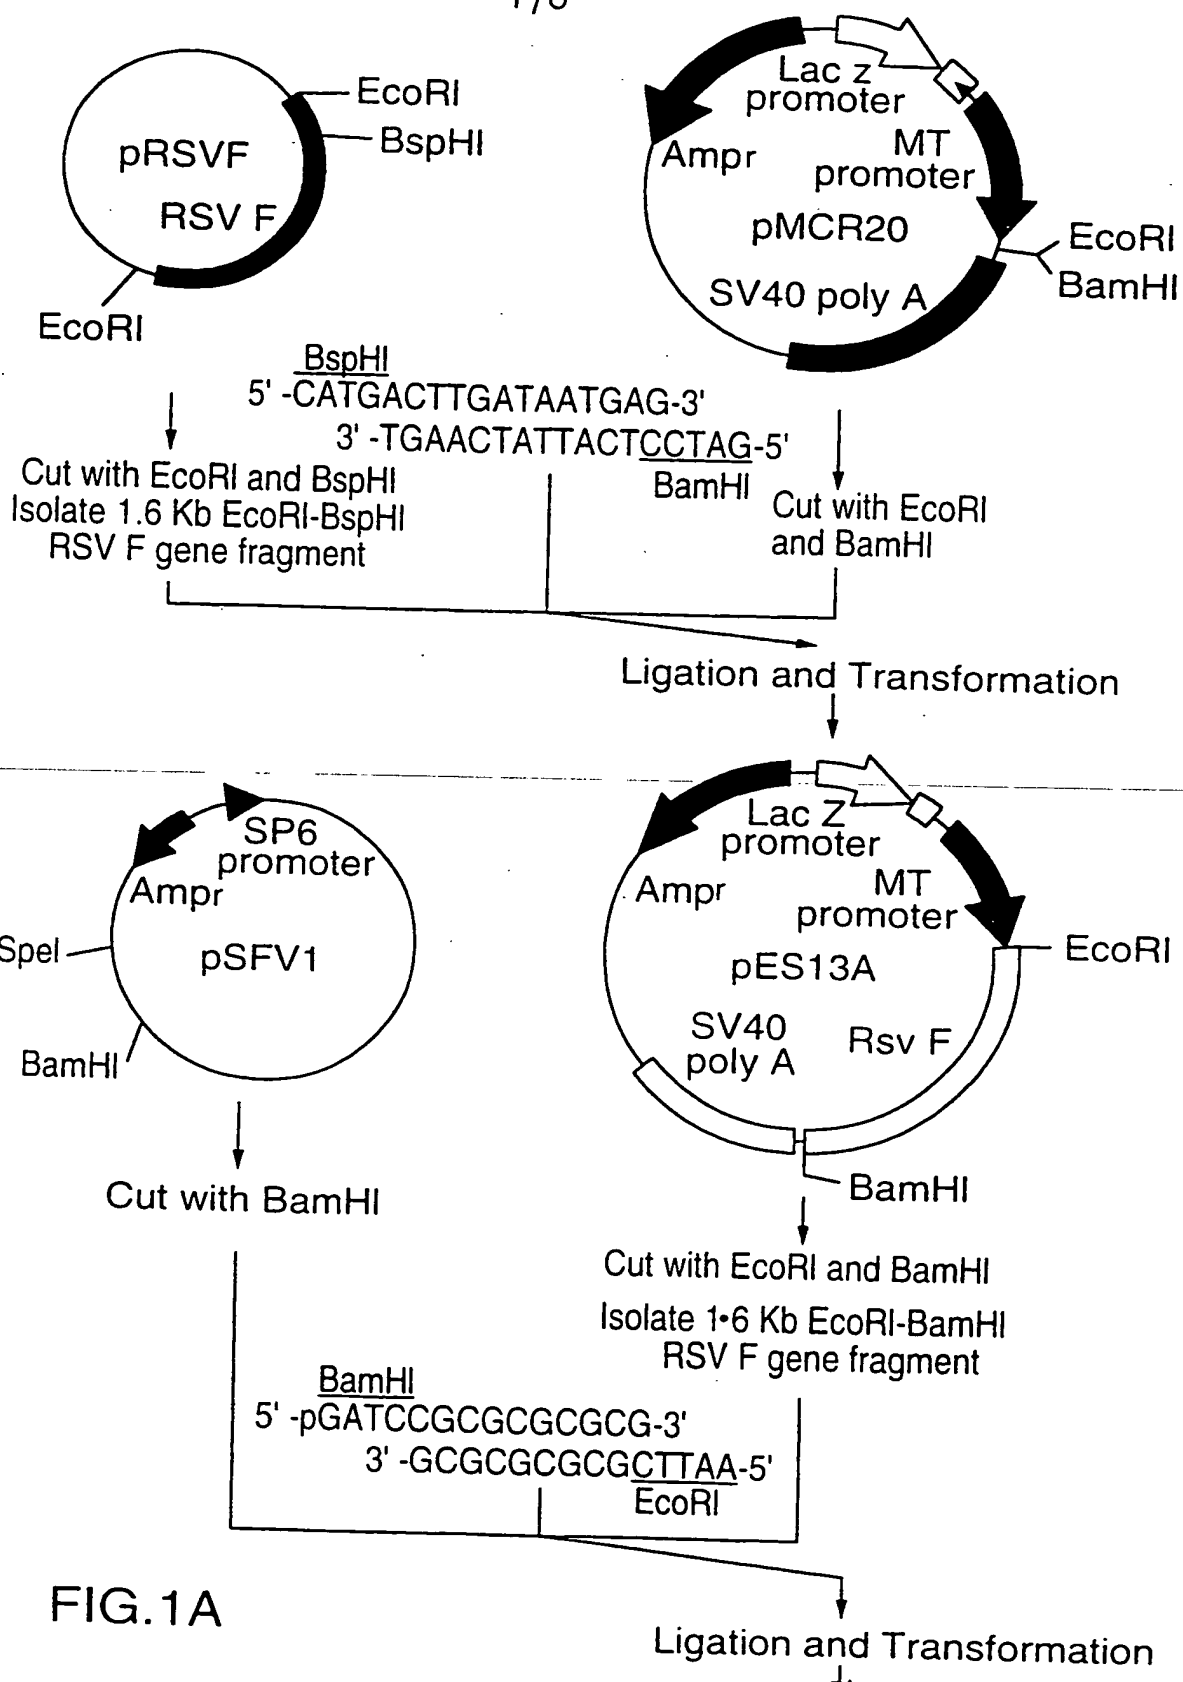 1/8
EcoRI
BspHI
pRSVF
RSV F
EcoRI
Lac z
promoter
Ampr
MT
promoter
pMCR20
EcoRI
BamHI
SV40 poly A
BspHI
5' -CATGACTTGATAATGAG-3'
3' -TGAACTATTACTCCTAG-5'
BamHI
Cut with EcoRI and BspHI
Isolate 1.6 Kb EcoRI-BspHI
RSV F gene fragment
Cut with EcoRI
and BamHI
Ligation and Transformation
SP6
promoter
Ampr
SpeI
pSFV1
BamHI
Lac Z
promoter
Ampr
MT
promoter
EcoRI
pES13A
SV40
poly A
Rsv F
BamHI
Cut with BamHI
Cut with EcoRI and BamHI
Isolate 1•6 Kb EcoRI-BamHI
RSV F gene fragment
BamHI
5' -pGATCCGCGCGCGCG-3'
3' -GCGCGCGCGCTTAA-5'
EcoRI
FIG.1A
Ligation and Transformation